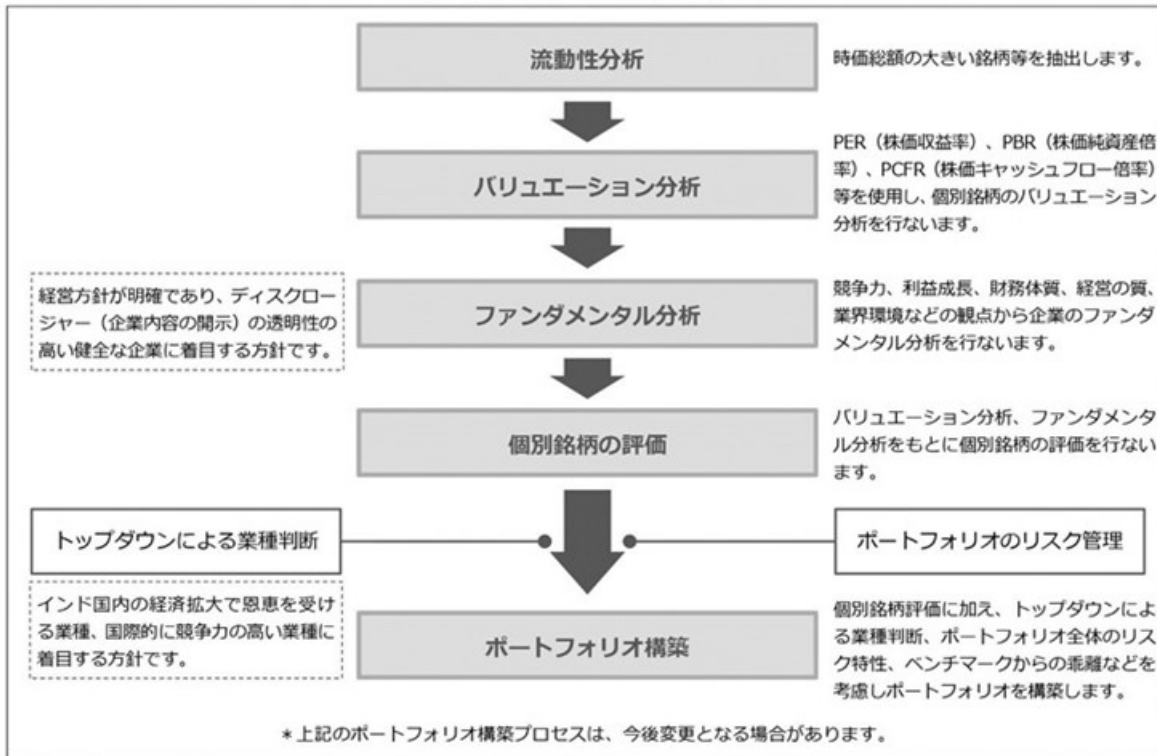 流動性分析
時価総額の大きい銘柄等を抽出します。
バリュエーション分析
PER（株価収益率）、PBR（株価純資産倍
率）、PCFR（株価キャッシュフロー倍率）
等を使用し、個別銘柄のバリュエーション
分析を行ないます。
経営方針が明確であり、ディスクロー
ジャー（企業内容の開示）の透明性の
高い健全な企業に着目する方針です。
ファンダメンタル分析
競争力、利益成長、財務体質、経営の質、
業界環境などの観点から企業のファンダ
メンタル分析を行ないます。
個別銘柄の評価
バリュエーション分析、ファンダメンタ
ル分析をもとに個別銘柄の評価を行ない
ます。
トップダウンによる業種判断
ポートフォリオのリスク管理
インド国内の経済拡大で恩恵を受け
る業種、国際的に競争力の高い業種に
着目する方針です。
ポートフォリオ構築
個別銘柄評価に加え、トップダウンによ
る業種判断、ポートフォリオ全体のリス
ク特性、ベンチマークからの乖離などを
考慮しポートフォリオを構築します。
＊上記のポートフォリオ構築プロセスは、今後変更となる場合があります。